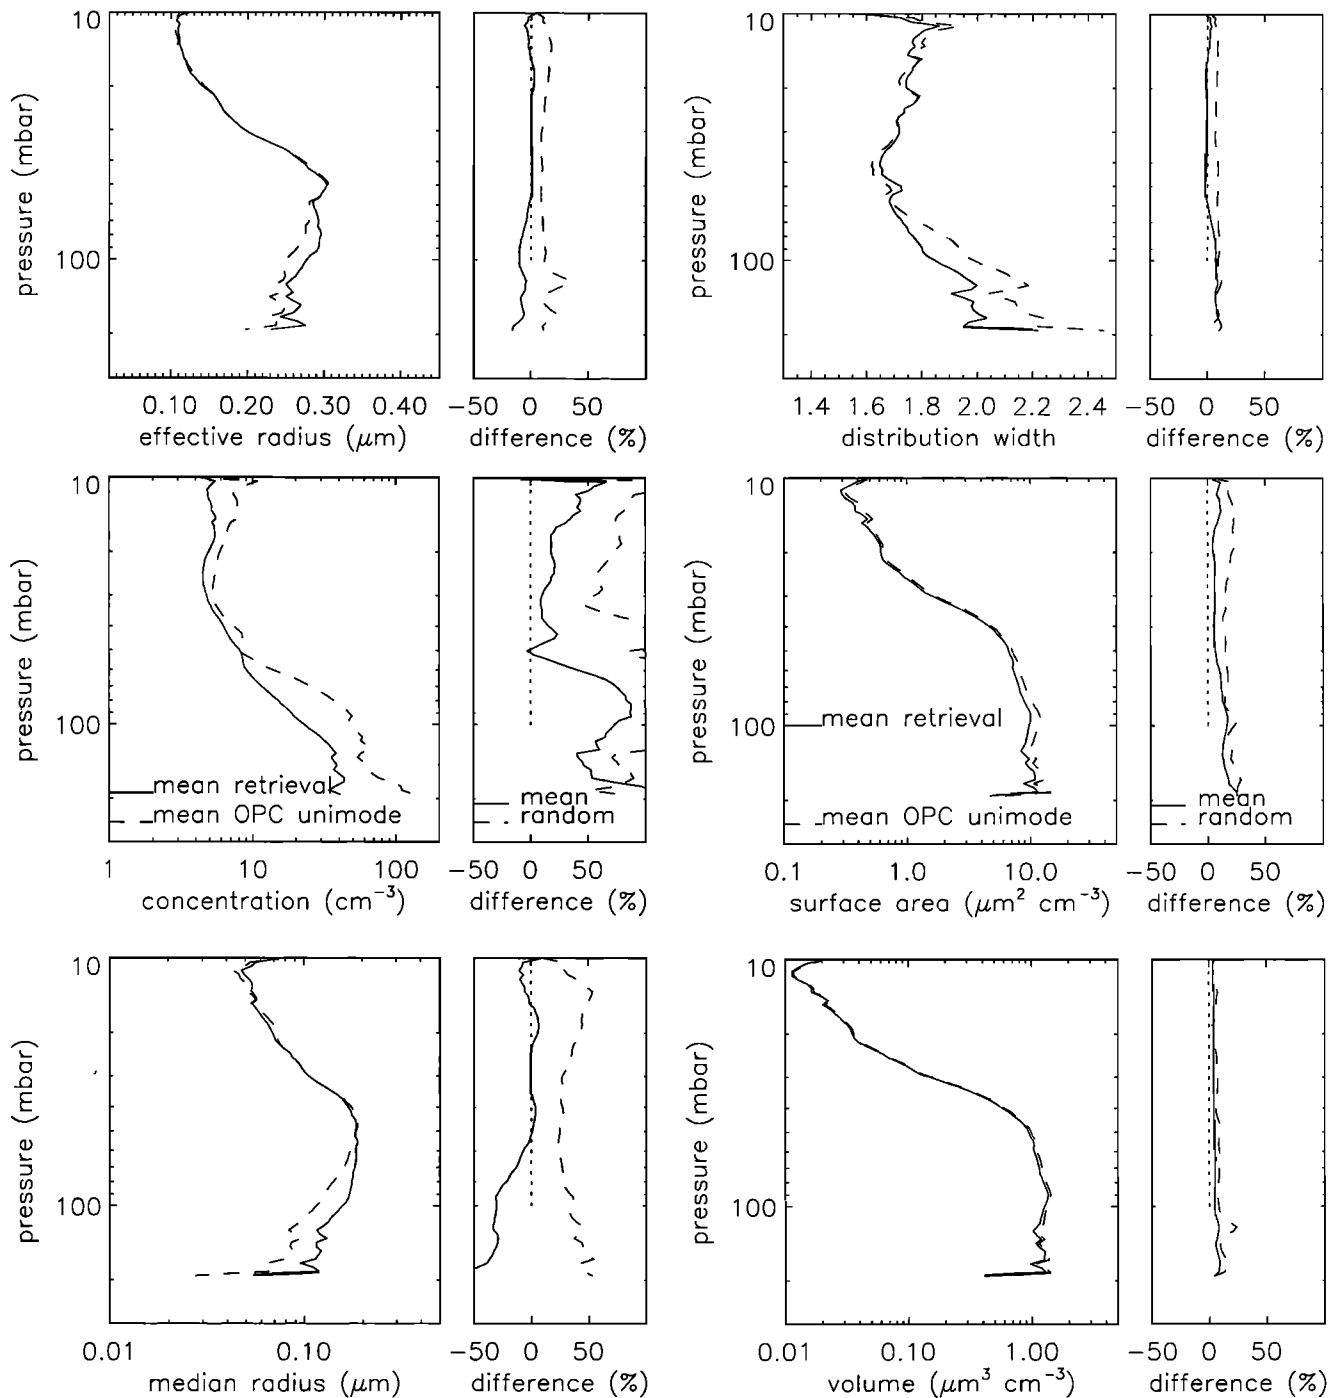 10
100
pressure (mbar)
0.10 0.20 0.30 0.40
effective radius (μm)
−50 0 50
difference (%)
10
100
pressure (mbar)
1.4 1.6 1.8 2.0 2.2 2.4
distribution width
−50 0 50
difference (%)
10
100
pressure (mbar)
mean retrieval
mean OPC unimode
1 10 100
concentration (cm⁻³)
mean
random
−50 0 50
difference (%)
10
100
pressure (mbar)
mean retrieval
mean OPC unimode
0.1 1.0 10.0
surface area (μm² cm⁻³)
mean
random
−50 0 50
difference (%)
10
100
pressure (mbar)
0.01 0.10
median radius (μm)
−50 0 50
difference (%)
10
100
pressure (mbar)
0.01 0.10 1.00
volume (μm³ cm⁻³)
−50 0 50
difference (%)